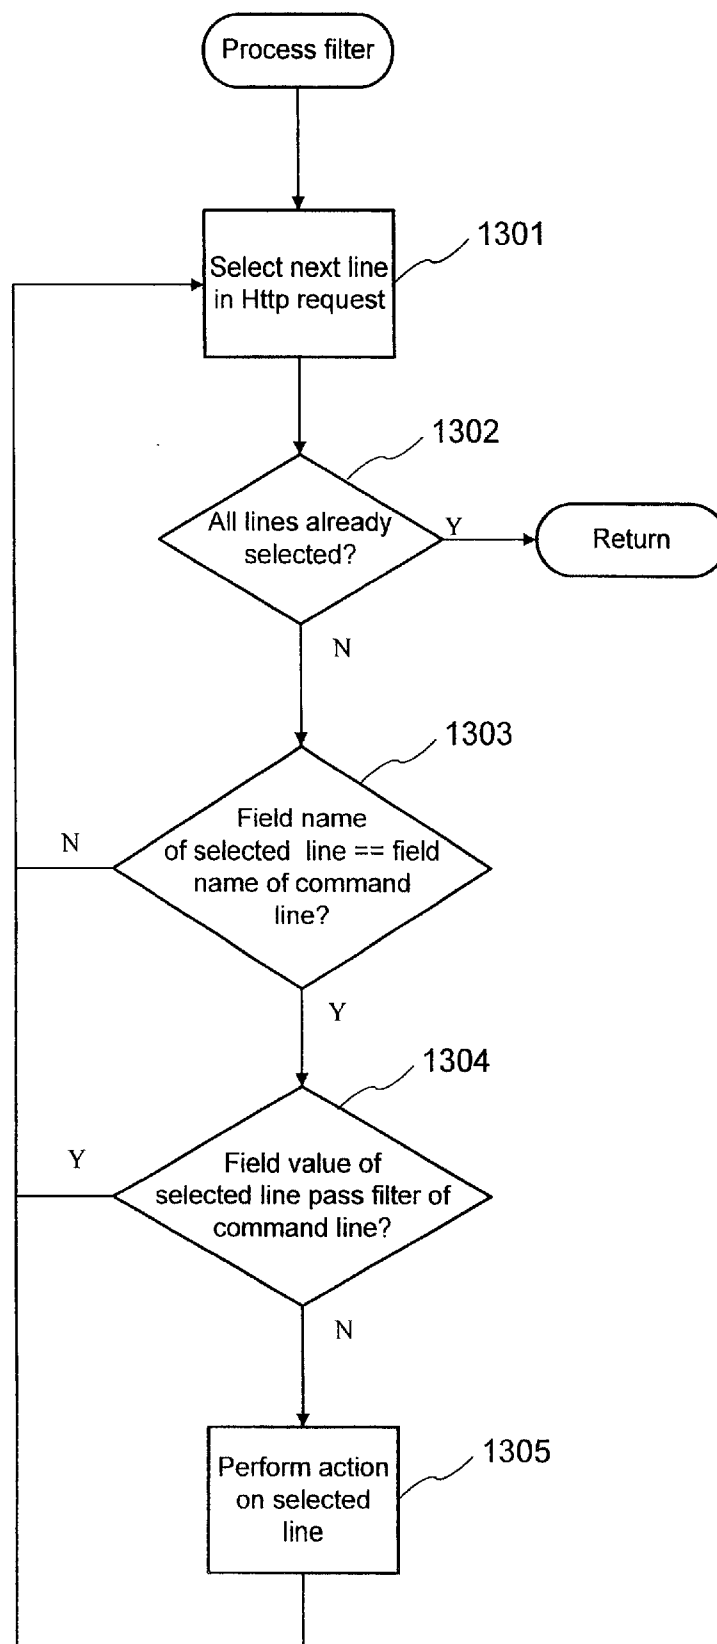 Process filter
1301
Select next line
in Http request
1302
All lines already
selected?
Y
Return
N
1303
Field name
of selected line == field
name of command
line?
N
Y
1304
Field value of
selected line pass filter of
command line?
Y
N
1305
Perform action
on selected
line